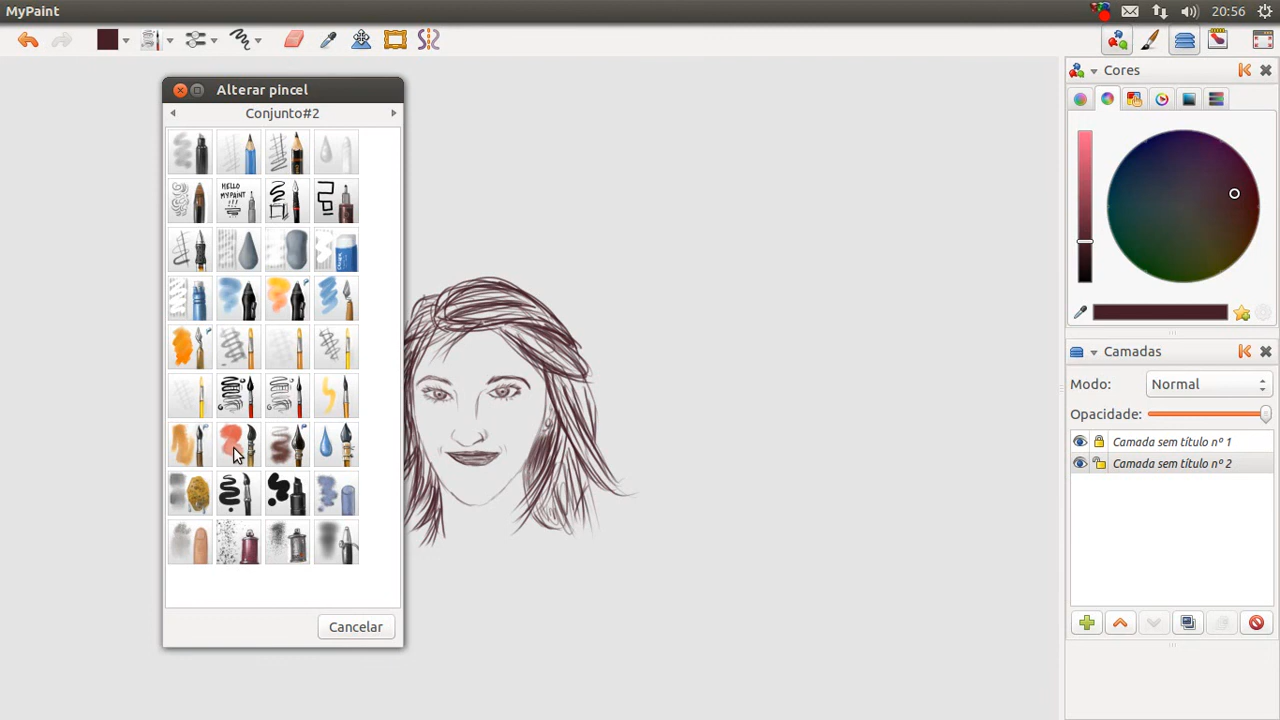 MyPaint
20:56
Alterar pincel
Conjunto#2
HELLO
MYPAINT
!!!
Cancelar
Cores
Camadas
Modo: Normal
Opacidade:
Camada sem título nº 1
Camada sem título nº 2